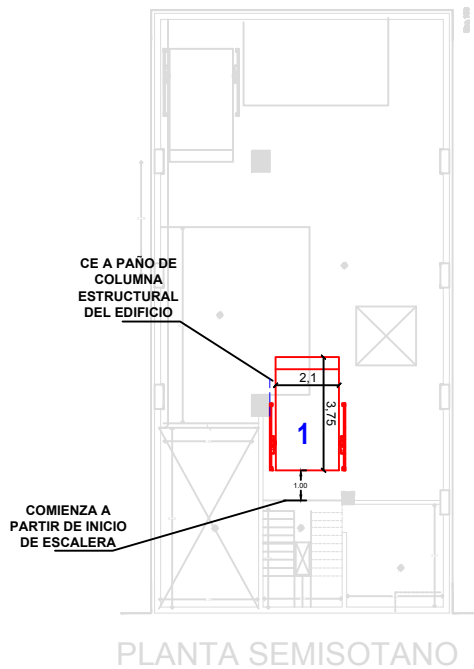 CE A PAÑO DE
COLUMNA
ESTRUCTURAL
DEL EDIFICIO
2,1
3,75
1
1.00
COMIENZA A
PARTIR DE INICIO
DE ESCALERA
PLANTA SEMISOTANO